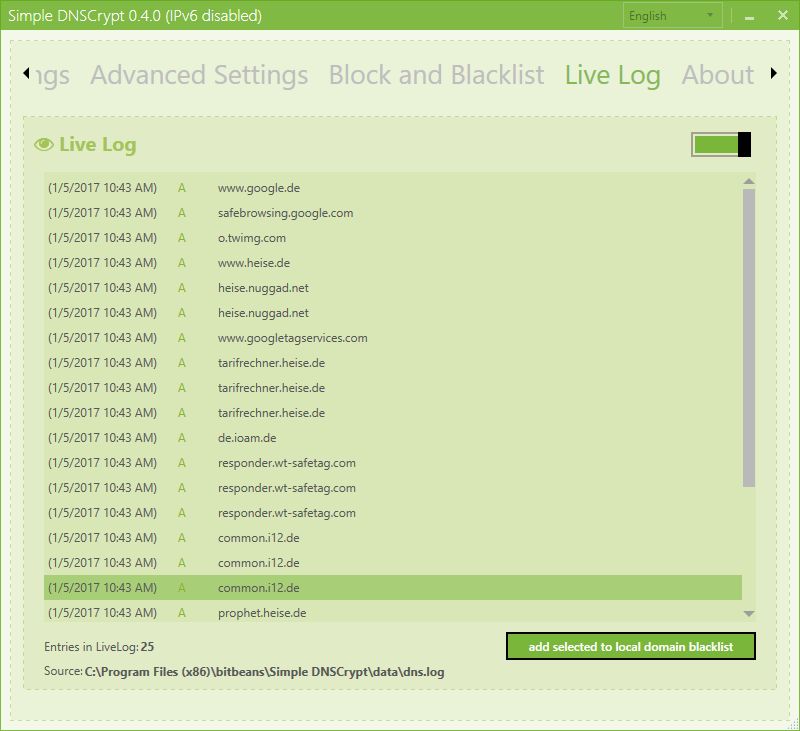 Simple DNSCrypt 0.4.0 (IPv6 disabled) English
ngs Advanced Settings Block and Blacklist Live Log About
Live Log
(1/5/2017 10:43 AM) A www.google.de
(1/5/2017 10:43 AM) A safebrowsing.google.com
(1/5/2017 10:43 AM) A o.twimg.com
(1/5/2017 10:43 AM) A www.heise.de
(1/5/2017 10:43 AM) A heise.nuggad.net
(1/5/2017 10:43 AM) A heise.nuggad.net
(1/5/2017 10:43 AM) A www.googletagservices.com
(1/5/2017 10:43 AM) A tarifrechner.heise.de
(1/5/2017 10:43 AM) A tarifrechner.heise.de
(1/5/2017 10:43 AM) A tarifrechner.heise.de
(1/5/2017 10:43 AM) A de.ioam.de
(1/5/2017 10:43 AM) A responder.wt-safetag.com
(1/5/2017 10:43 AM) A responder.wt-safetag.com
(1/5/2017 10:43 AM) A responder.wt-safetag.com
(1/5/2017 10:43 AM) A common.i12.de
(1/5/2017 10:43 AM) A common.i12.de
(1/5/2017 10:43 AM) A common.i12.de
(1/5/2017 10:43 AM) A prophet.heise.de
Entries in LiveLog: 25 add selected to local domain blacklist
Source: C:\Program Files (x86)\bitbeans\Simple DNSCrypt\data\dns.log